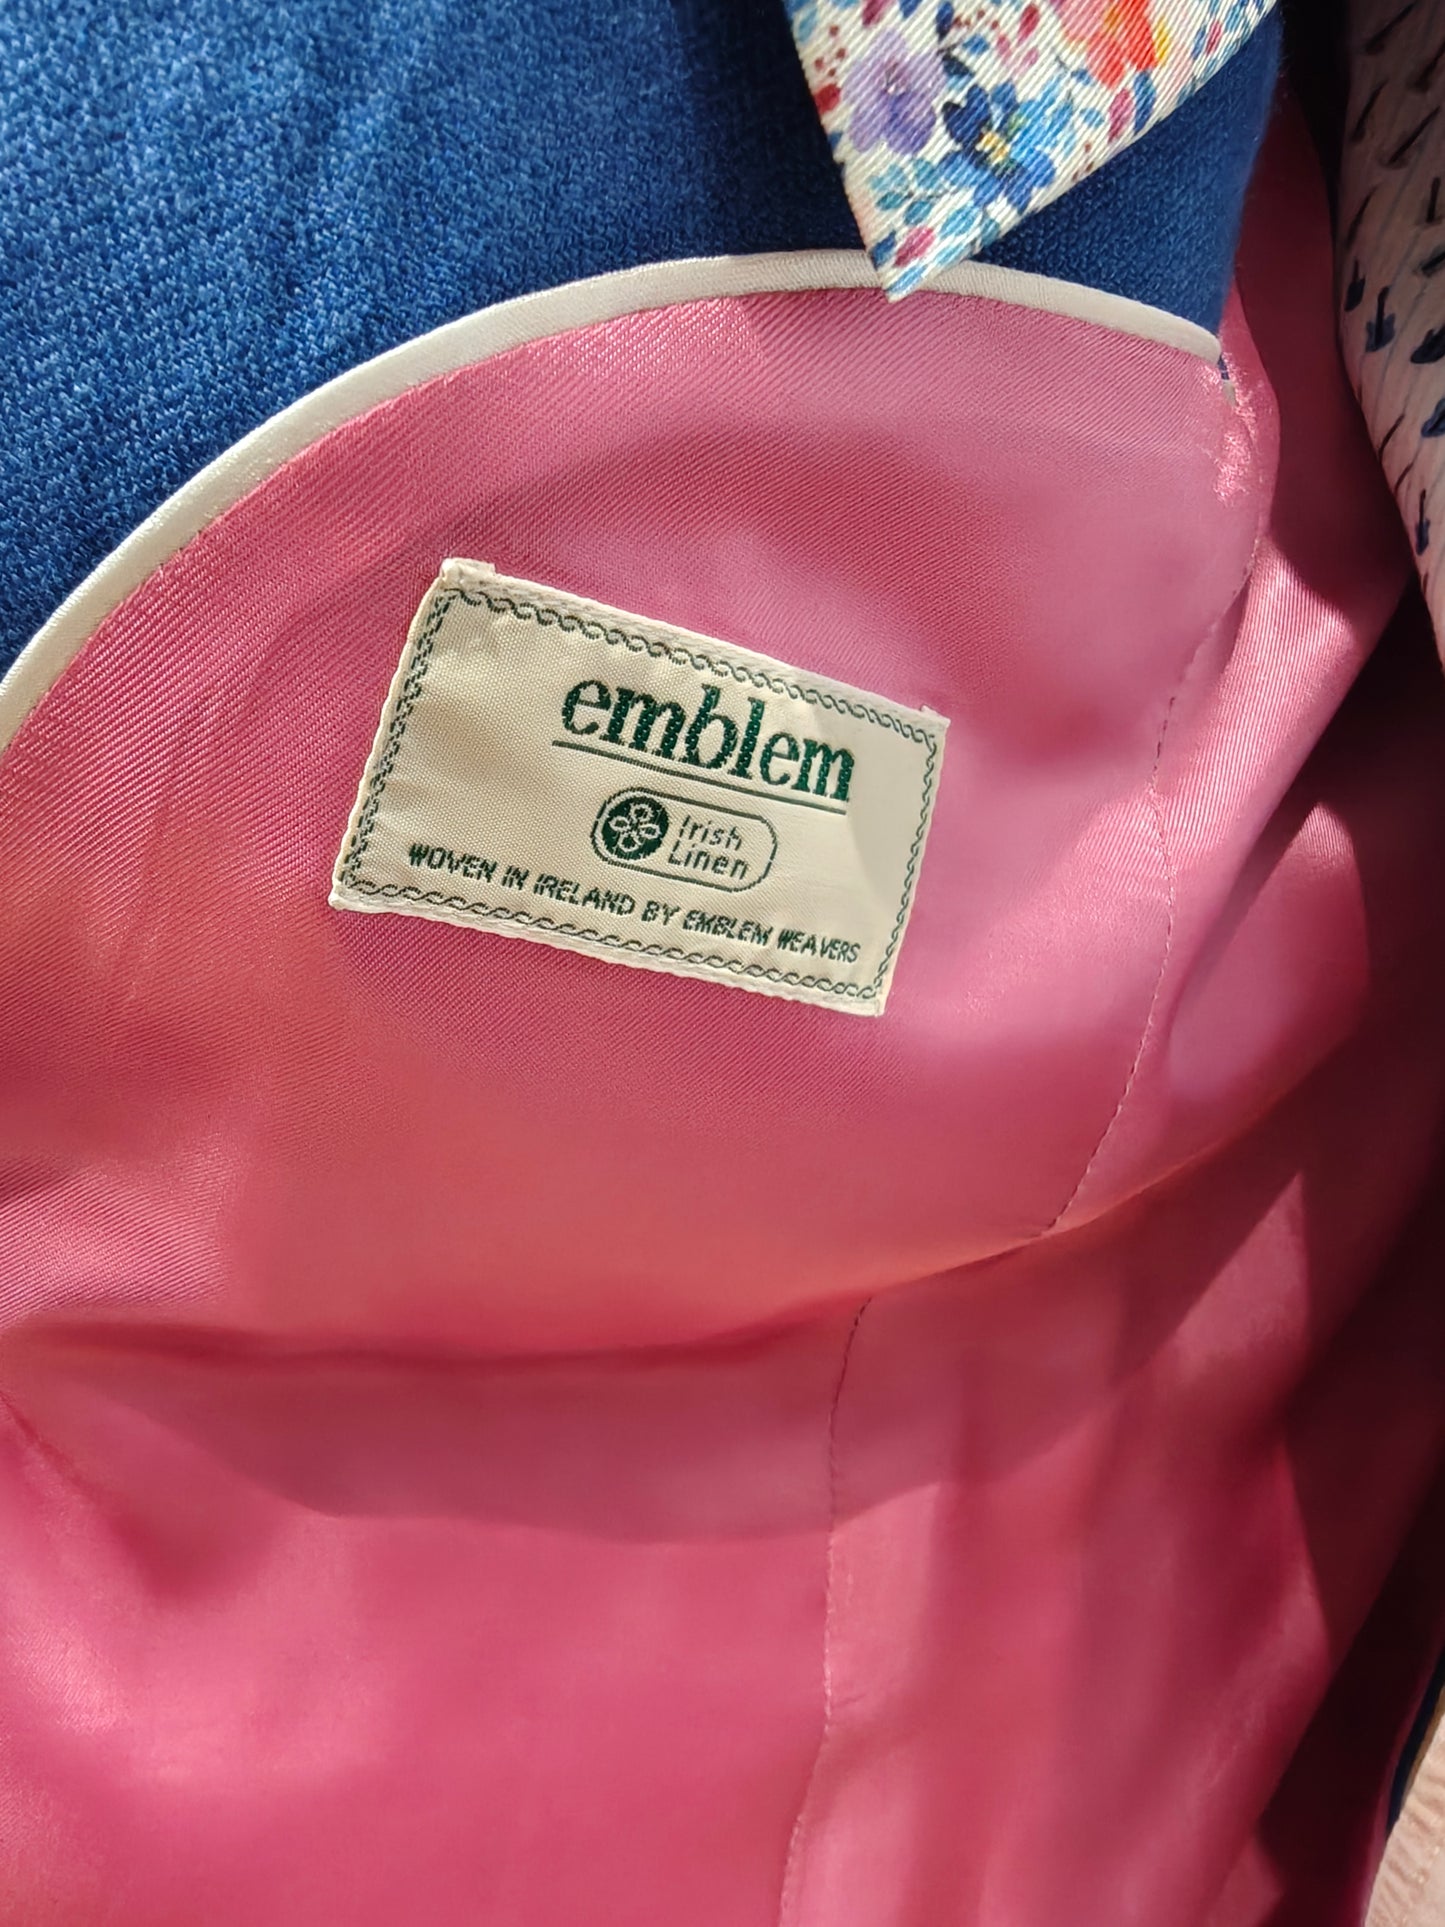 emblem
Irish
Linen
WOVEN IN IRELAND BY EMBLEM WEAVERS